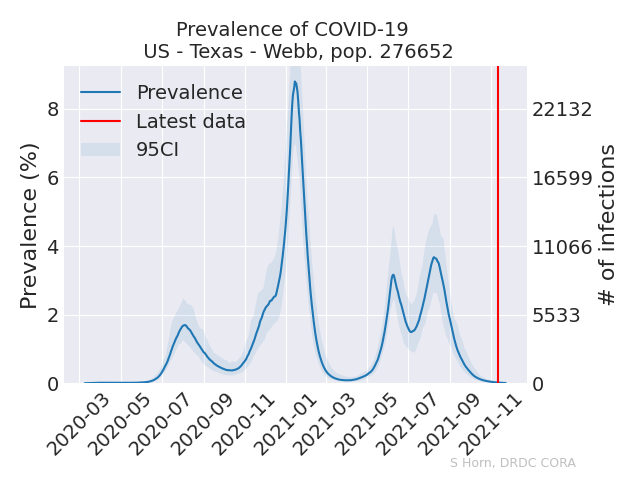 Prevalence of COVID-19
US - Texas - Webb, pop. 276652
Prevalence
Latest data
95CI
Prevalence (%)
8
6
4
2
0
22132
16599
11066
5533
0
# of infections
2020-03
2020-05
2020-07
2020-09
2020-11
2021-01
2021-03
2021-05
2021-07
2021-09
2021-11
S Horn, DRDC CORA